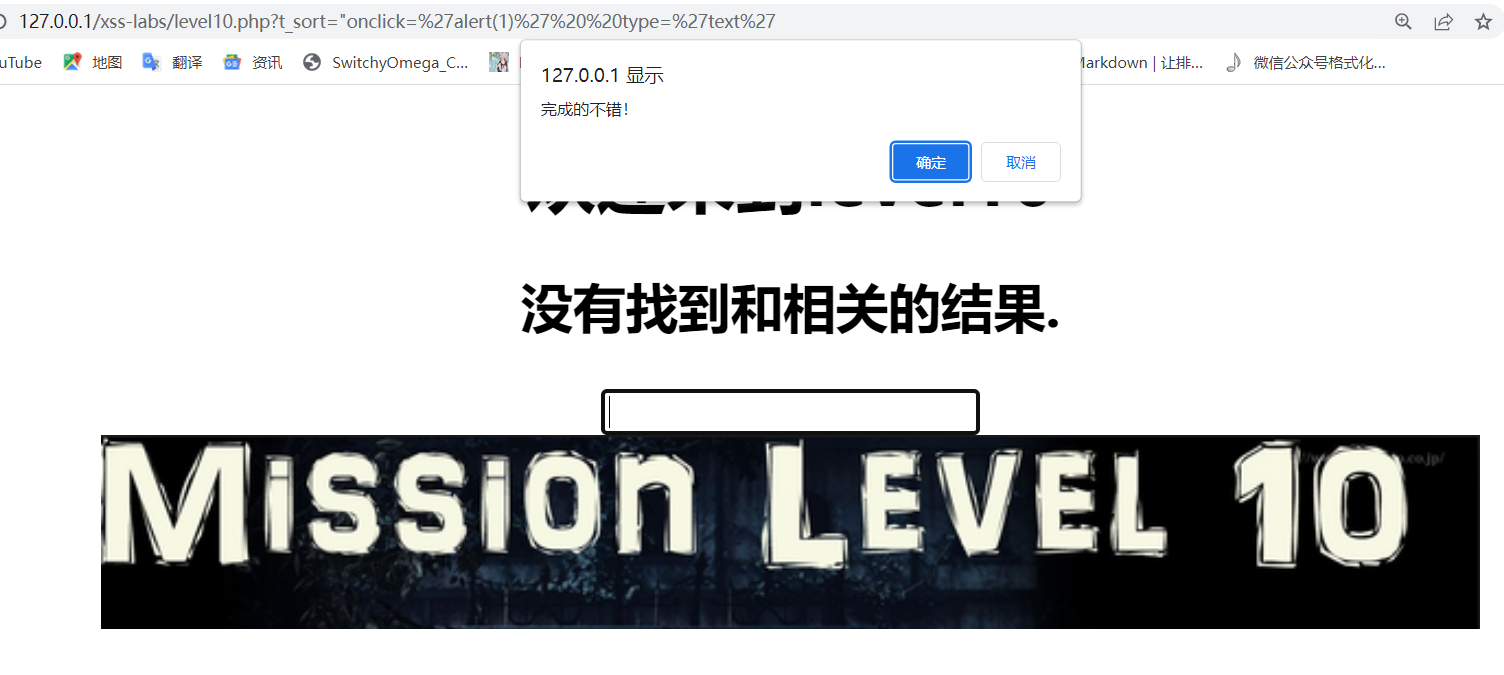 127.0.0.1/xss-labs/level10.php?t_sort="onclick=%27alert(1)%27%20%20type=%27text%27
uTube 地图 翻译 资讯 SwitchyOmega_C... Markdown | 让排... 微信公众号格式化...
127.0.0.1 显示
完成的不错！
确定 取消
没有找到和相关的结果.
MISSION LEVEL 10